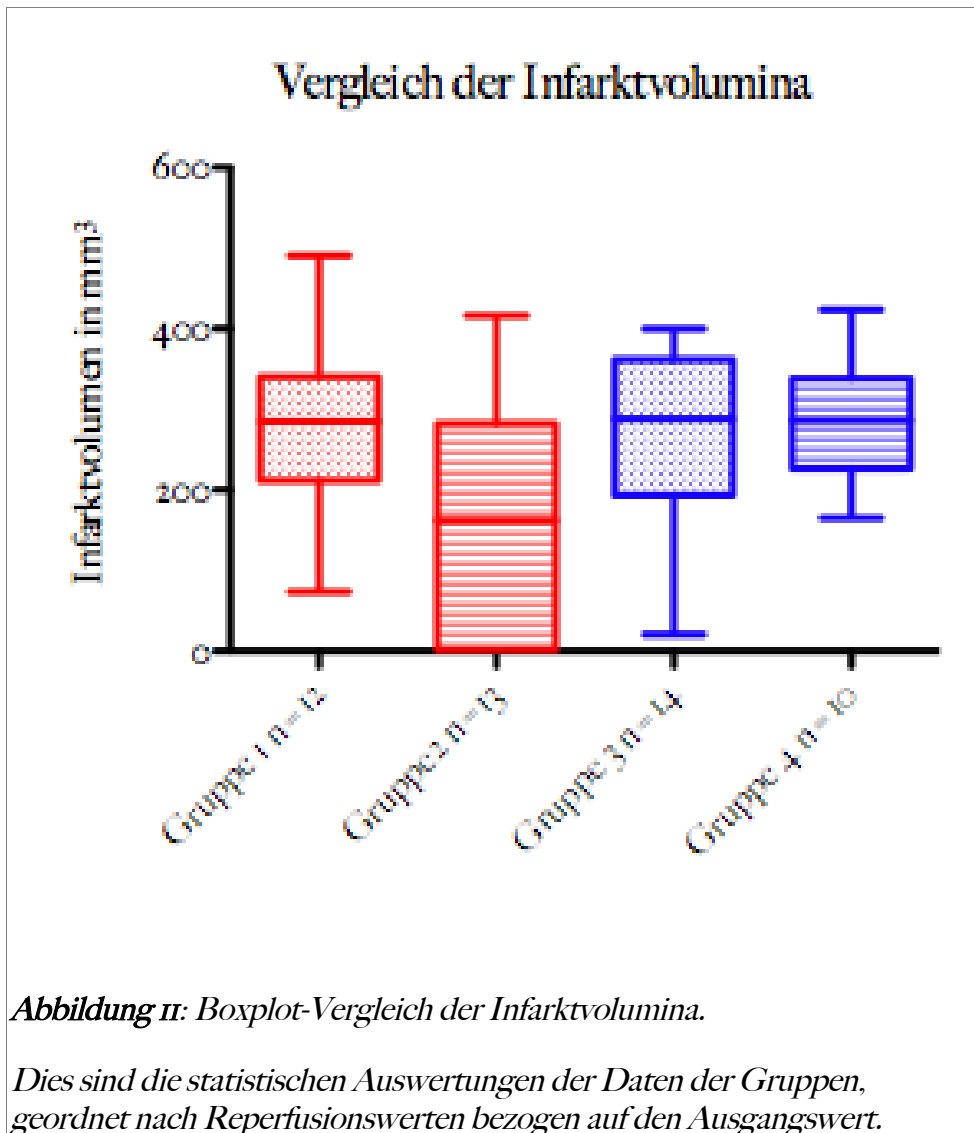 Vergleich der Infarktvolumina
Infarktvolumen in mm³
600
400
200
0
Gruppe 1 n = 12
Gruppe2 n = 13
Gruppe 3 n = 14
Gruppe 4 n = 10
Abbildung 11: Boxplot-Vergleich der Infarktvolumina.
Dies sind die statistischen Auswertungen der Daten der Gruppen,
geordnet nach Reperfusionswerten bezogen auf den Ausgangswert.